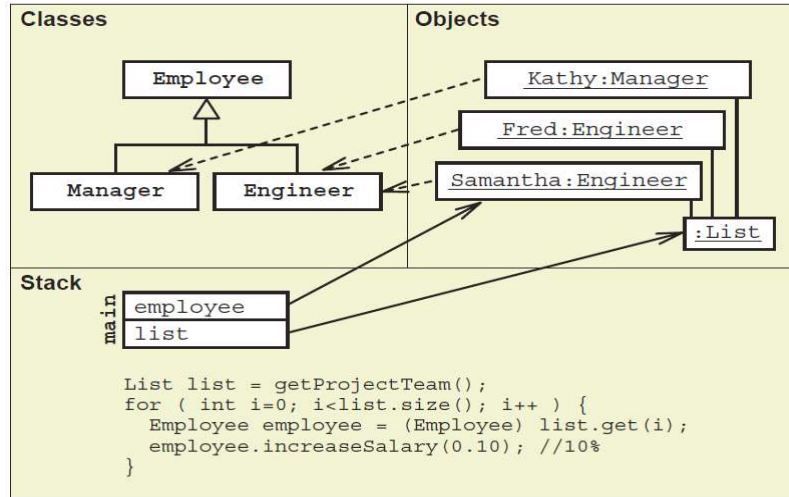 Classes
Employee
Manager
Engineer
Objects
Kathy:Manager
Fred:Engineer
Samantha:Engineer
:List
Stack
main
employee
list
List list = getProjectTeam();
for ( int i=0; i<list.size(); i++ ) {
  Employee employee = (Employee) list.get(i);
  employee.increaseSalary(0.10); //10%
}